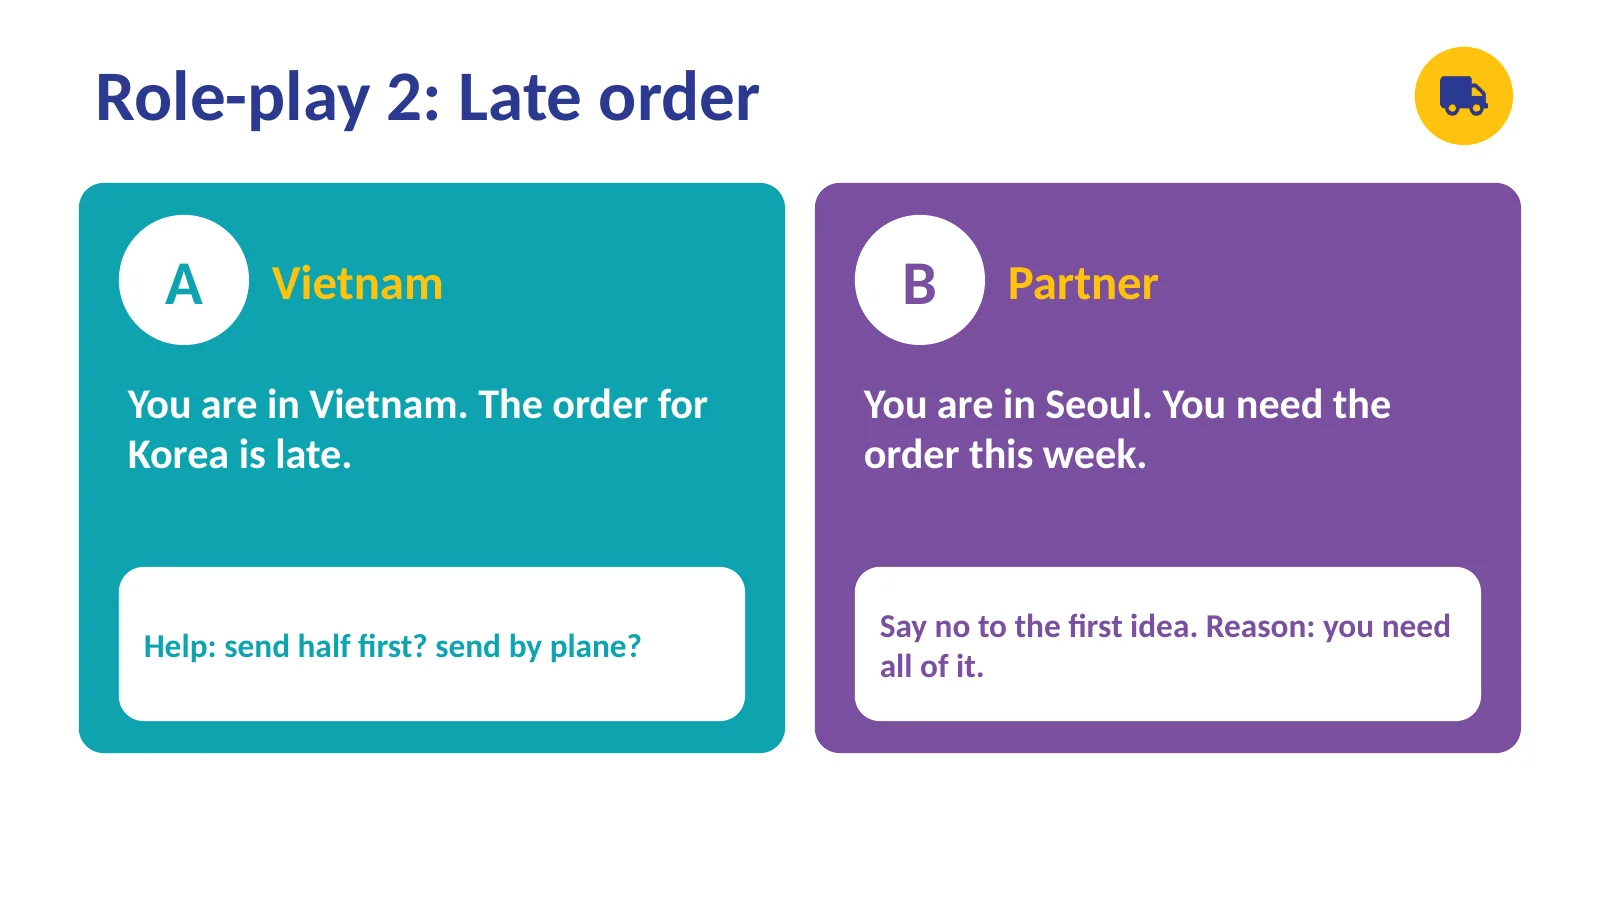 Role-play 2: Late order
A
Vietnam
You are in Vietnam. The order for
Korea is late.
Help: send half first? send by plane?
B
Partner
You are in Seoul. You need the
order this week.
Say no to the first idea. Reason: you need
all of it.